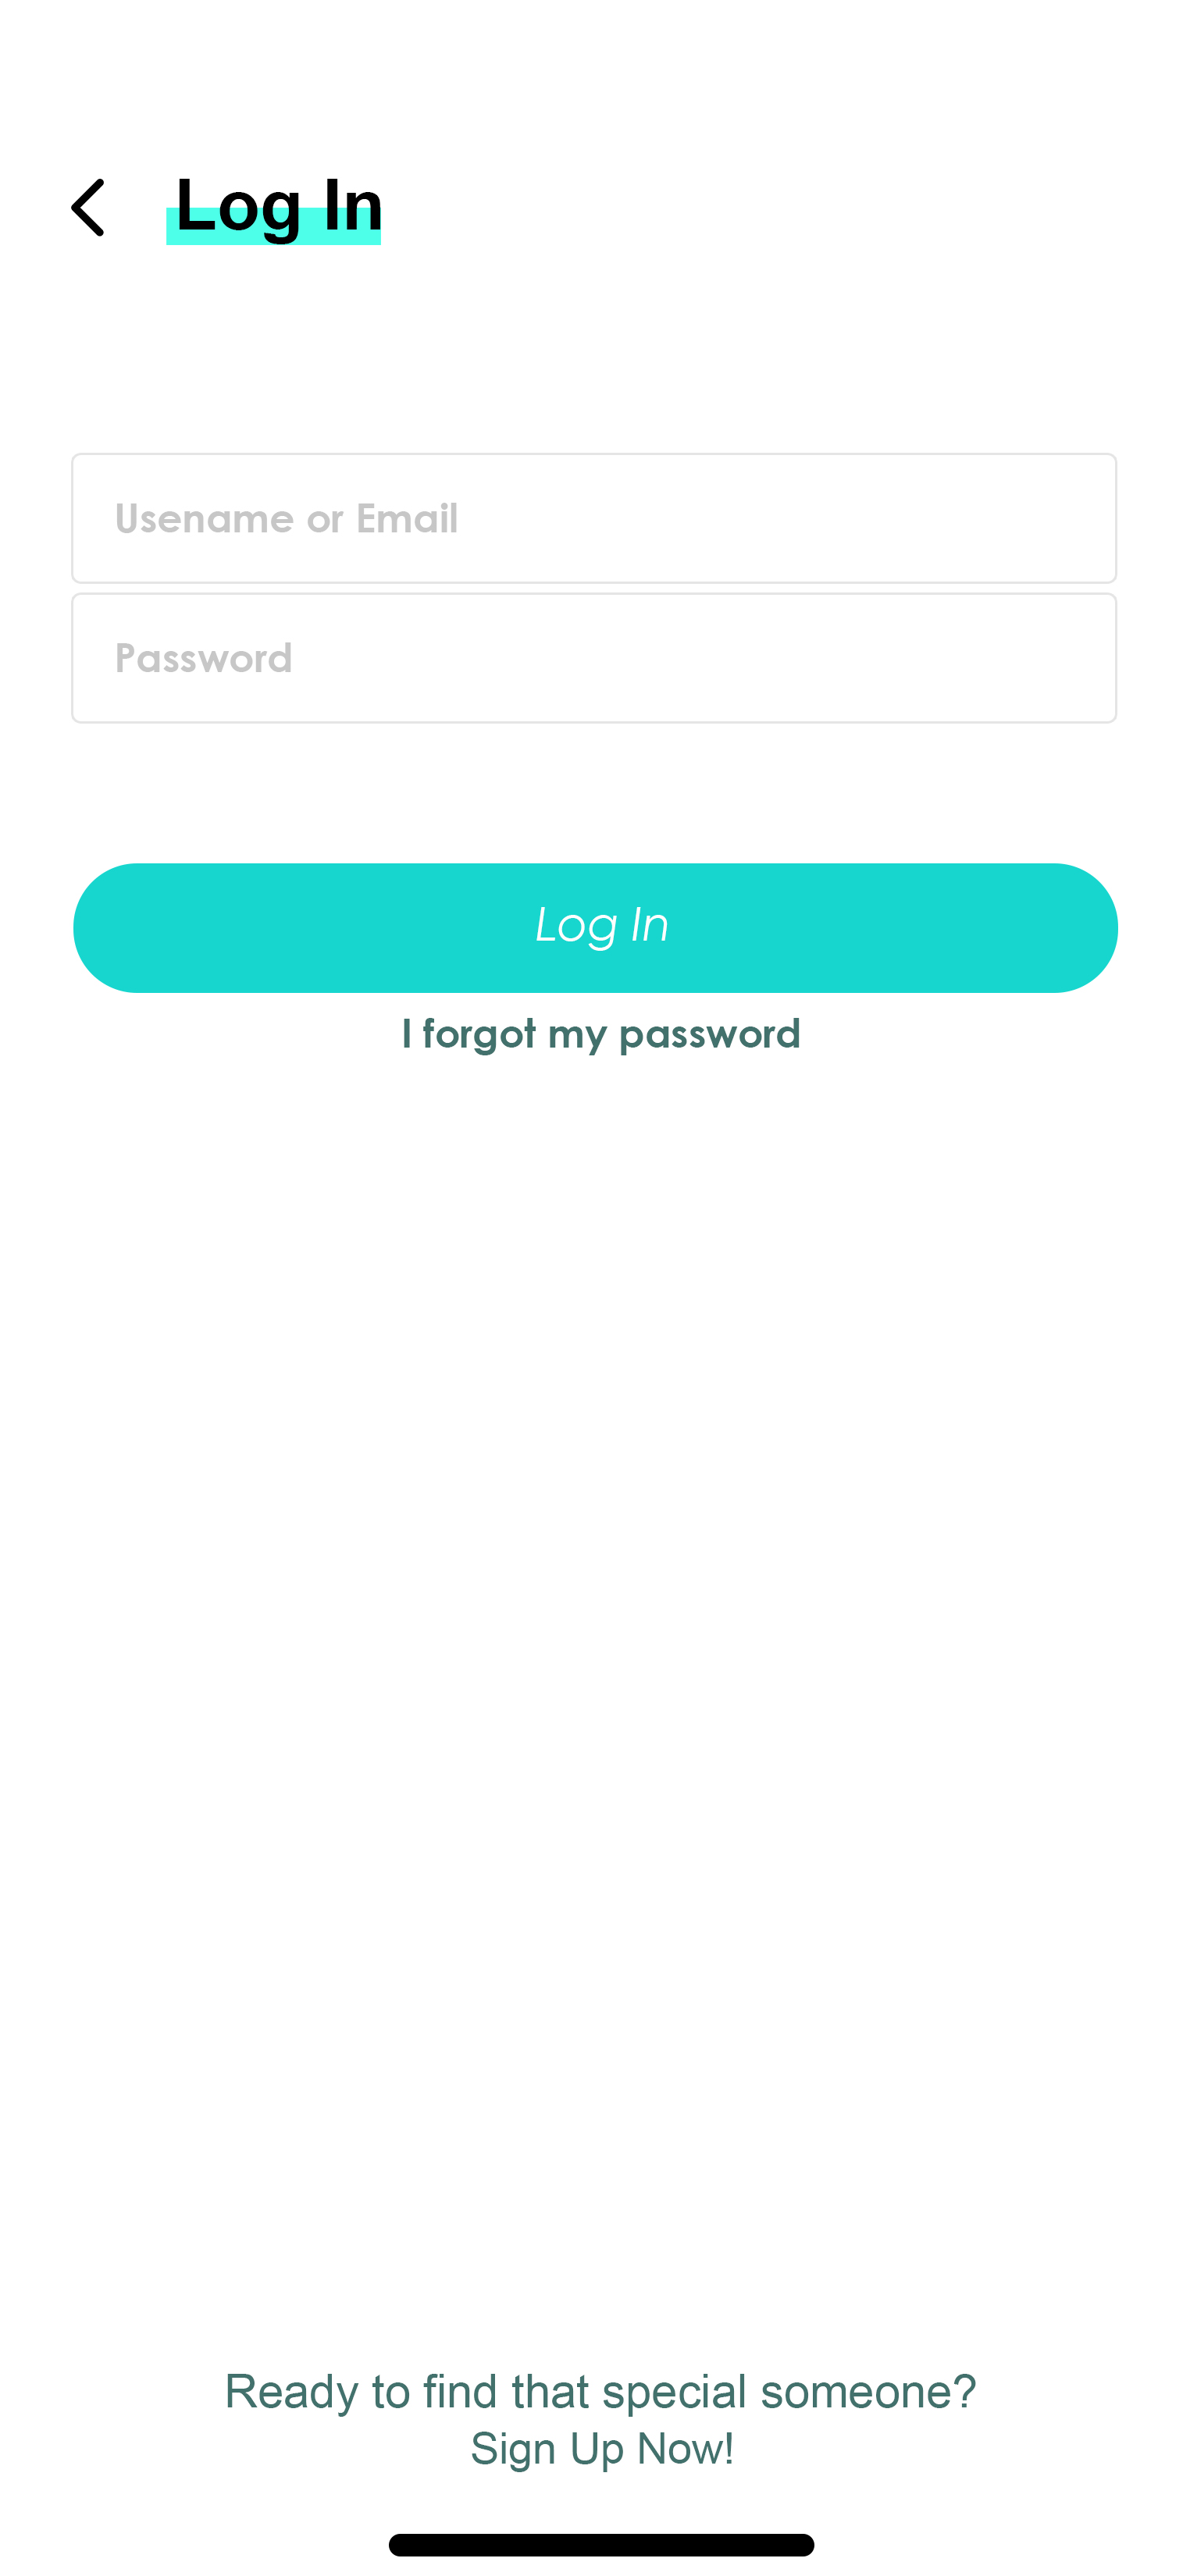 Log In
Usename or Email
Password
Log In
I forgot my password
Ready to find that special someone?
Sign Up Now!